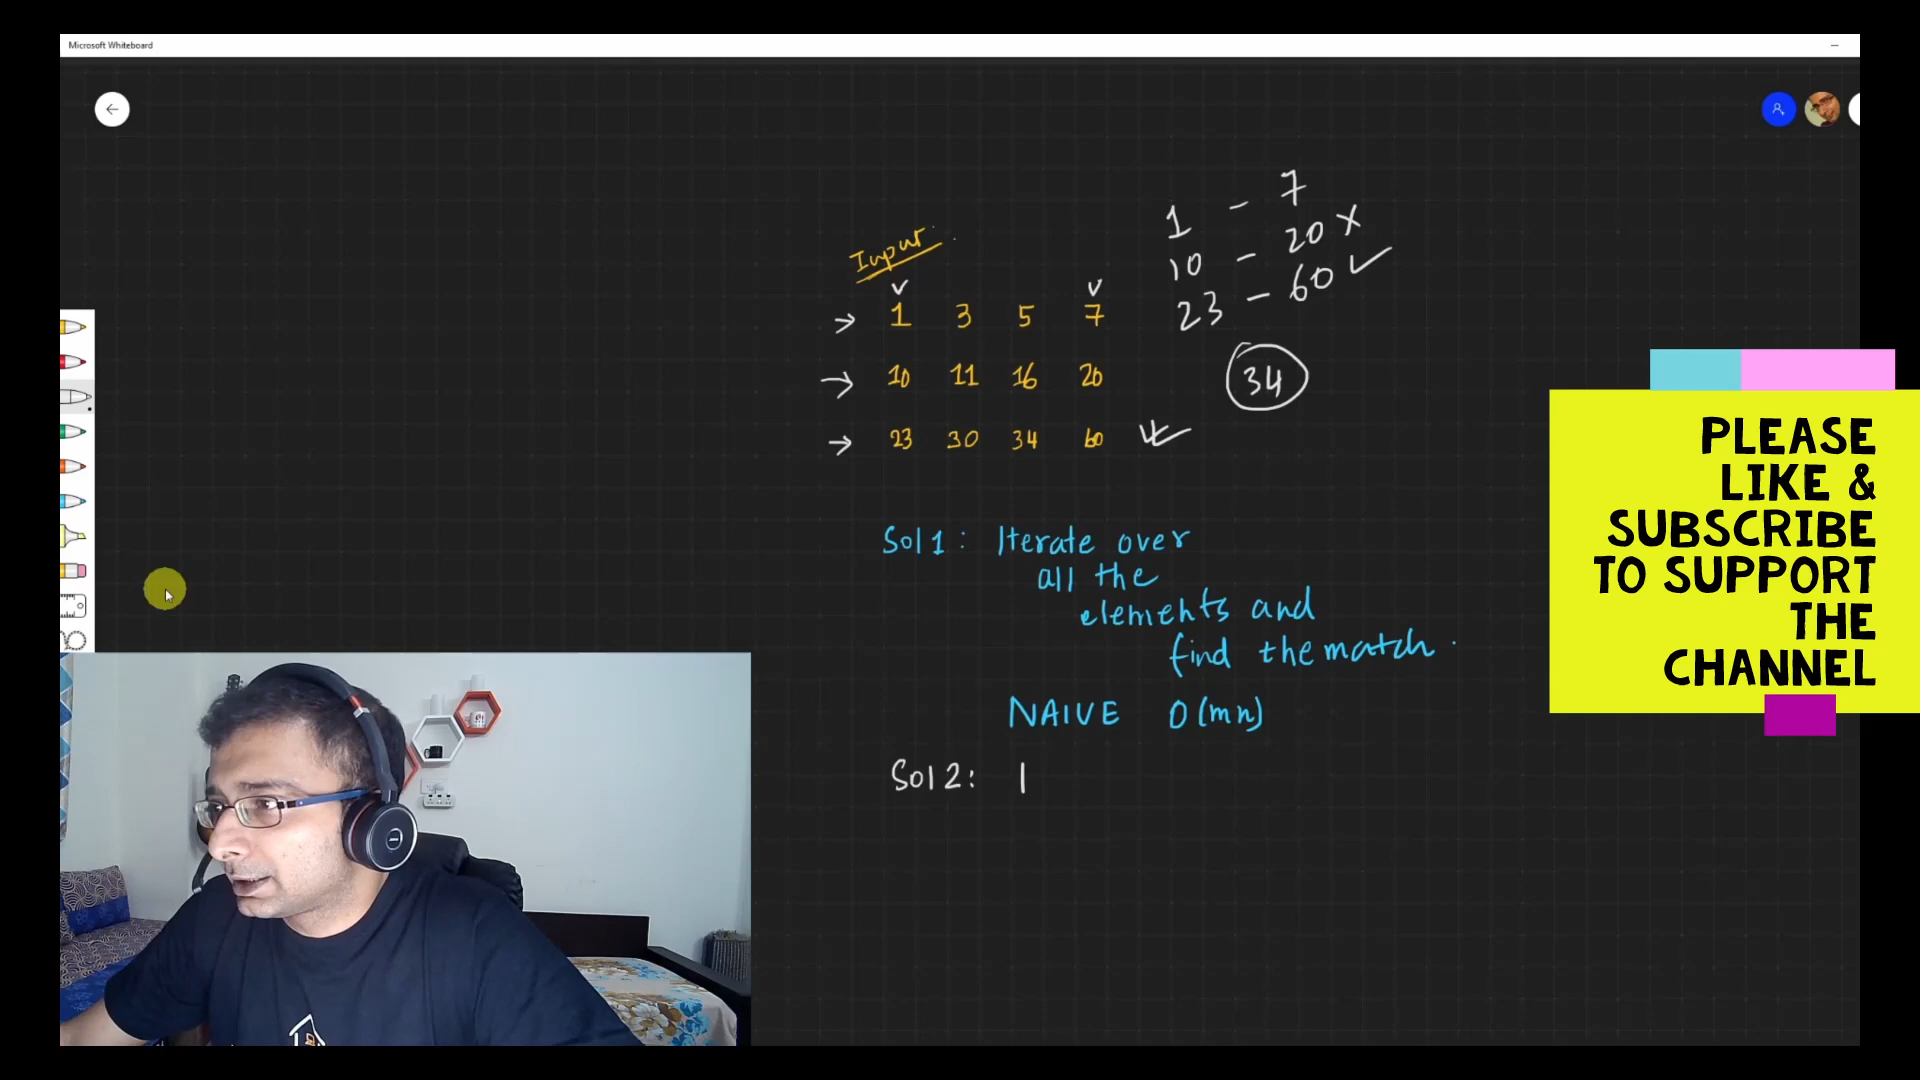 Microsoft Whiteboard
Input:
1 3 5 7
10 11 16 20
23 30 34 60
1 - 7
10 - 20 X
23 - 60 ✓
34
Sol 1: Iterate over
all the
elements and
find the match.
NAIVE O(mn)
Sol 2: I
PLEASE
LIKE &
SUBSCRIBE
TO SUPPORT
THE
CHANNEL